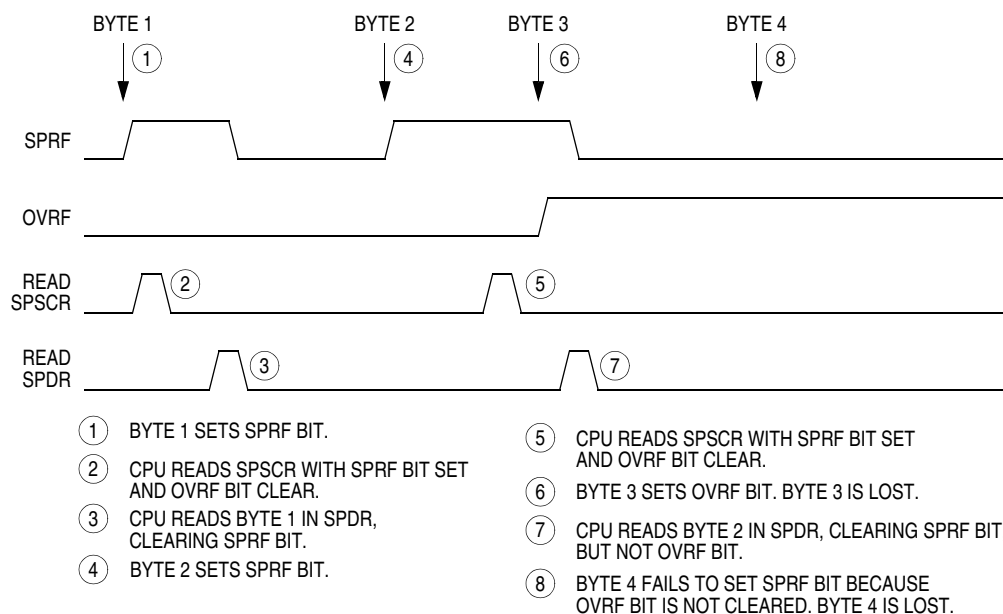 BYTE 1 BYTE 2 BYTE 3 BYTE 4
1 4 6 8
SPRF
OVRF
READ
SPSCR
2 5
READ
SPDR
3 7
1 BYTE 1 SETS SPRF BIT.
2 CPU READS SPSCR WITH SPRF BIT SET
AND OVRF BIT CLEAR.
3 CPU READS BYTE 1 IN SPDR,
CLEARING SPRF BIT.
4 BYTE 2 SETS SPRF BIT.
5 CPU READS SPSCR WITH SPRF BIT SET
AND OVRF BIT CLEAR.
6 BYTE 3 SETS OVRF BIT. BYTE 3 IS LOST.
7 CPU READS BYTE 2 IN SPDR, CLEARING SPRF BIT
BUT NOT OVRF BIT.
8 BYTE 4 FAILS TO SET SPRF BIT BECAUSE
OVRF BIT IS NOT CLEARED. BYTE 4 IS LOST.